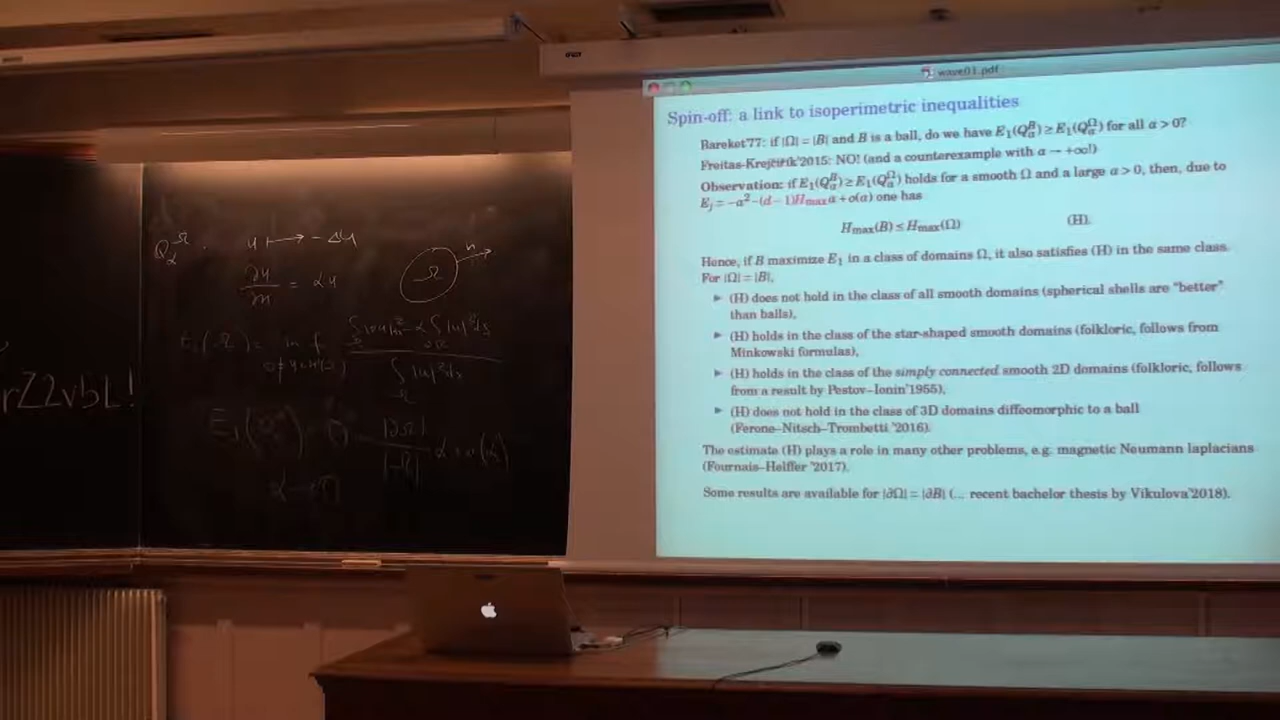 rZ2vbL!
Q_α^Ω . u ↦ -Δu
∂u/∂n = αu
Ω n
wave01.pdf
Spin-off: a link to isoperimetric inequalities
Bareket'77: if |Ω| = |B| and B is a ball, do we have E₁(Q_α^B) ≥ E₁(Q_α^Ω) for all α > 0?
Freitas–Krejčiřík'2015: NO! (and a counterexample with α → +∞!)
Observation: if E₁(Q_α^B) ≥ E₁(Q_α^Ω) holds for a smooth Ω and a large α > 0, then, due to
E_j = -α² - (d - 1)H_max α + o(α) one has
H_max(B) ≤ H_max(Ω) (H).
Hence, if B maximize E₁ in a class of domains Ω, it also satisfies (H) in the same class.
For |Ω| = |B|,
▶ (H) does not hold in the class of all smooth domains (spherical shells are "better"
than balls),
▶ (H) holds in the class of the star-shaped smooth domains (folkloric, follows from
Minkowski formulas),
▶ (H) holds in the class of the simply connected smooth 2D domains (folkloric, follows
from a result by Pestov–Ionin'1955),
▶ (H) does not hold in the class of 3D domains diffeomorphic to a ball
(Ferone–Nitsch–Trombetti '2016).
The estimate (H) plays a role in many other problems, e.g. magnetic Neumann laplacians
(Fournais–Helffer '2017).
Some results are available for |∂Ω| = |∂B| (... recent bachelor thesis by Vikulova'2018).